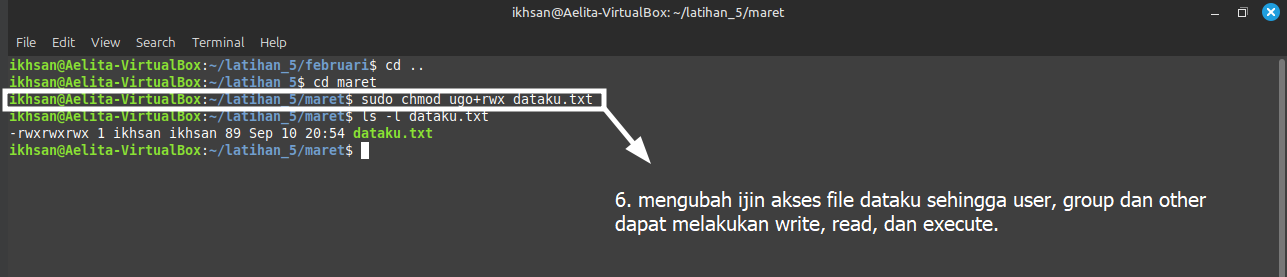 ikhsan@Aelita-VirtualBox: ~/latihan_5/maret
File Edit View Search Terminal Help
ikhsan@Aelita-VirtualBox:~/latihan_5/februari$ cd ..
ikhsan@Aelita-VirtualBox:~/latihan_5$ cd maret
ikhsan@Aelita-VirtualBox:~/latihan_5/maret$ sudo chmod ugo+rwx dataku.txt
ikhsan@Aelita-VirtualBox:~/latihan_5/maret$ ls -l dataku.txt
-rwxrwxrwx 1 ikhsan ikhsan 89 Sep 10 20:54 dataku.txt
ikhsan@Aelita-VirtualBox:~/latihan_5/maret$
6. mengubah ijin akses file dataku sehingga user, group dan other
dapat melakukan write, read, dan execute.